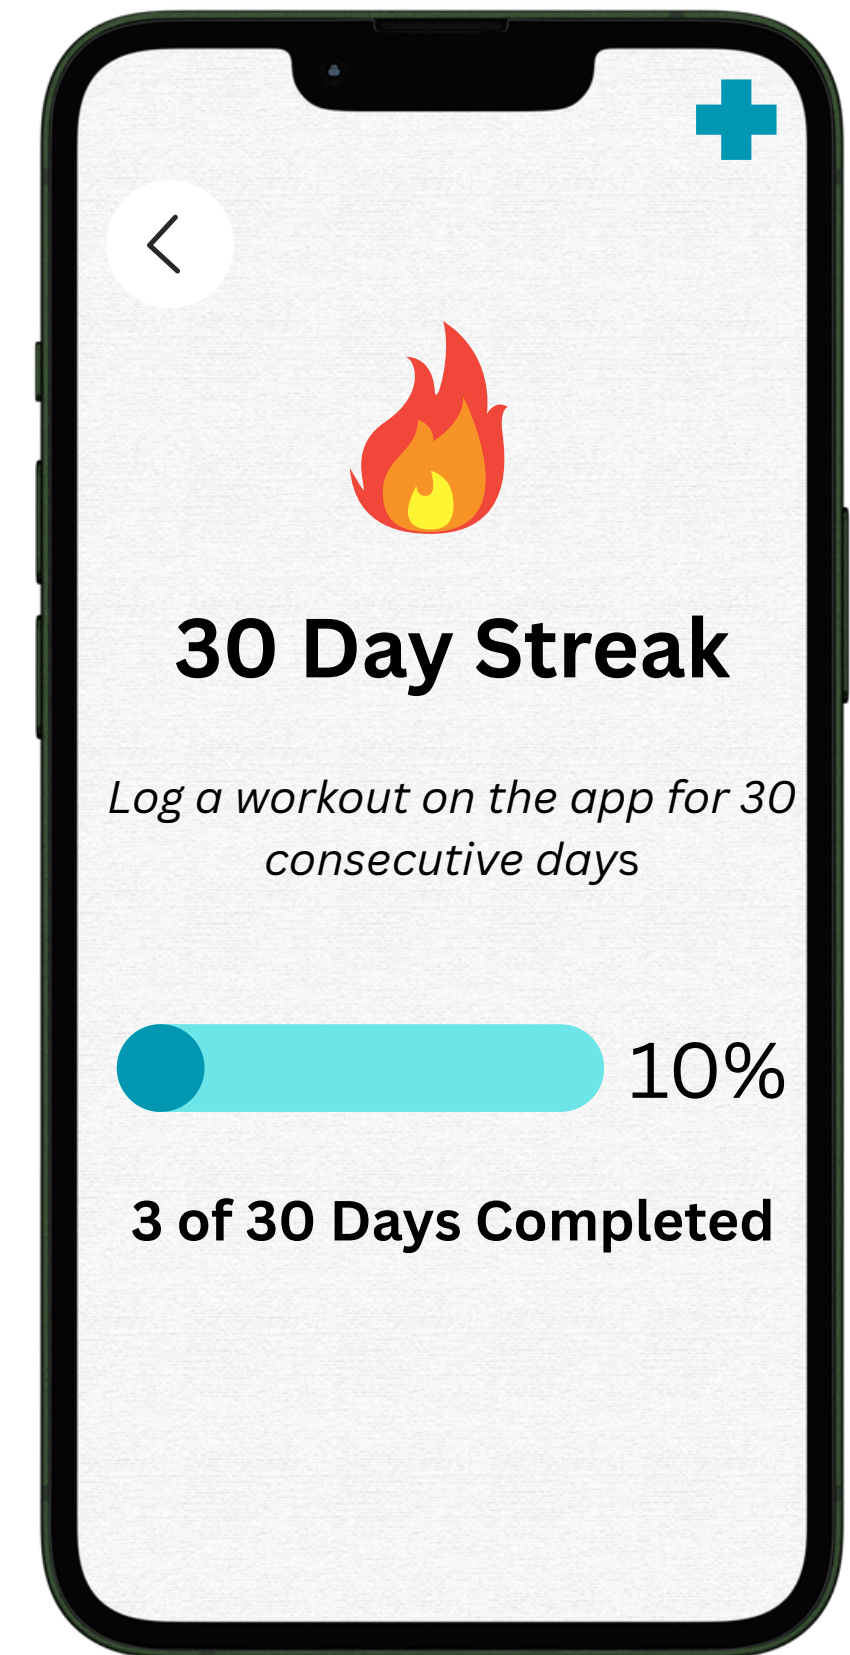 30 Day Streak
Log a workout on the app for 30
consecutive days
10%
3 of 30 Days Completed